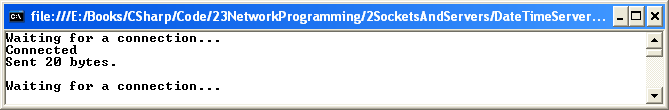 file:///E:/Books/CSharp/Code/23NetworkProgramming/2SocketsAndServers/DateTimeServer...
Waiting for a connection...
Connected
Sent 20 bytes.
Waiting for a connection...